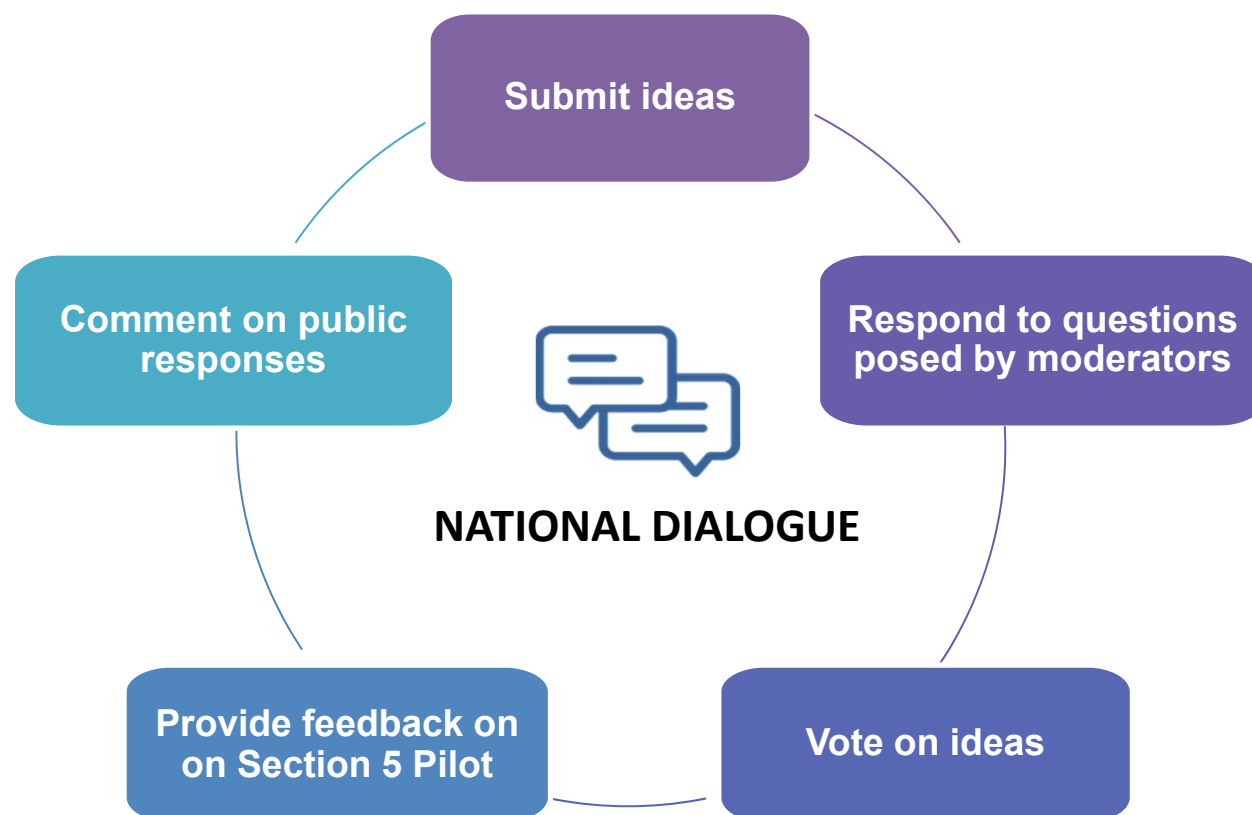 Submit ideas
Comment on public
responses
Respond to questions
posed by moderators
NATIONAL DIALOGUE
Provide feedback on
on Section 5 Pilot
Vote on ideas